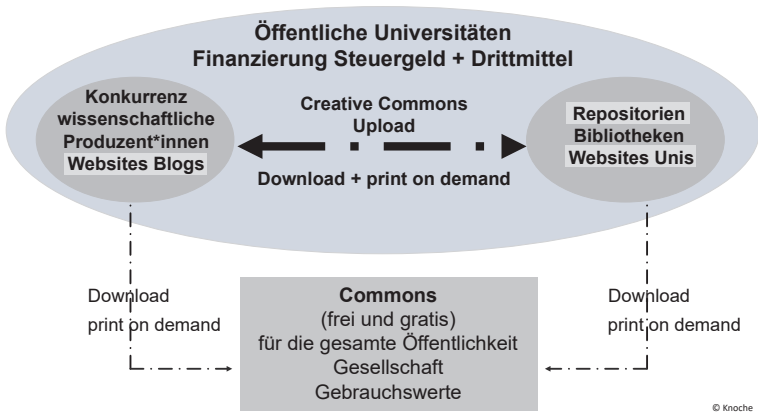 Öffentliche Universitäten
Finanzierung Steuergeld + Drittmittel
Konkurrenz
wissenschaftliche
Produzent*innen
Websites Blogs
Creative Commons
Upload
Download + print on demand
Repositorien
Bibliotheken
Websites Unis
Download
print on demand
Commons
(frei und gratis)
für die gesamte Öffentlichkeit
Gesellschaft
Gebrauchswerte
Download
print on demand
© Knoche